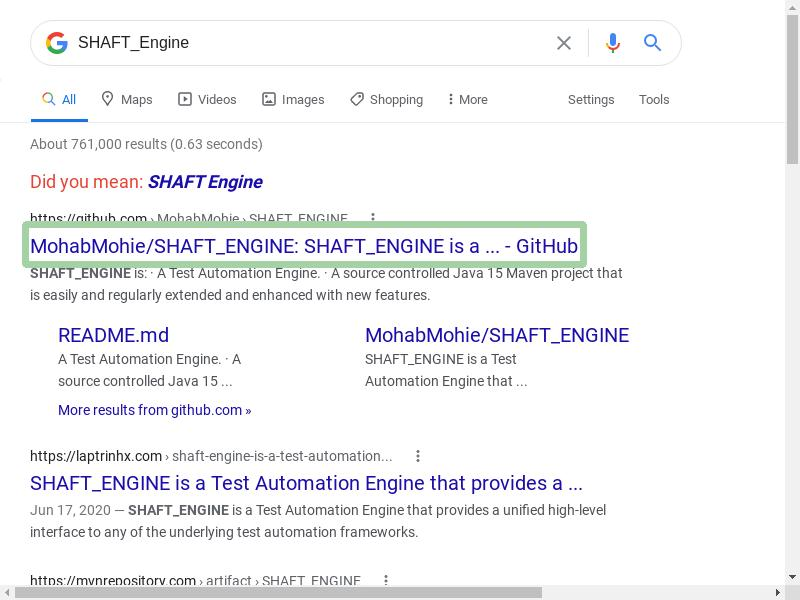 SHAFT_Engine
All Maps Videos Images Shopping More Settings Tools
About 761,000 results (0.63 seconds)
Did you mean: SHAFT Engine
https://github.com › MohabMohie › SHAFT_ENGINE
MohabMohie/SHAFT_ENGINE: SHAFT_ENGINE is a ... - GitHub
SHAFT_ENGINE is: · A Test Automation Engine. · A source controlled Java 15 Maven project that
is easily and regularly extended and enhanced with new features.
README.md
A Test Automation Engine. · A
source controlled Java 15 ...
MohabMohie/SHAFT_ENGINE
SHAFT_ENGINE is a Test
Automation Engine that ...
More results from github.com »
https://laptrinhx.com › shaft-engine-is-a-test-automation...
SHAFT_ENGINE is a Test Automation Engine that provides a ...
Jun 17, 2020 — SHAFT_ENGINE is a Test Automation Engine that provides a unified high-level
interface to any of the underlying test automation frameworks.
https://mvnrepository.com › artifact › SHAFT_ENGINE